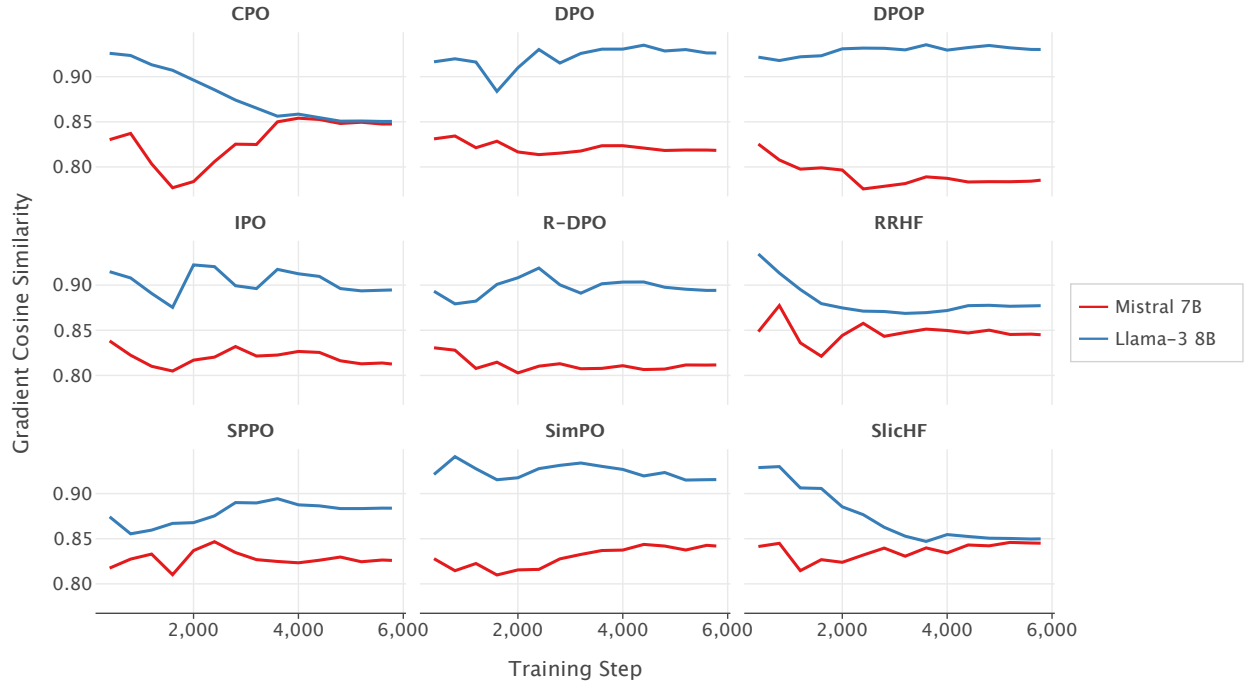 CPO
DPO
DPOP
0.90
0.85
0.80
IPO
R-DPO
RRHF
0.90
0.85
0.80
SPPO
SimPO
SlicHF
0.90
0.85
0.80
2,000
4,000
6,000
2,000
4,000
6,000
2,000
4,000
6,000
Training Step
Gradient Cosine Similarity
Mistral 7B
Llama-3 8B